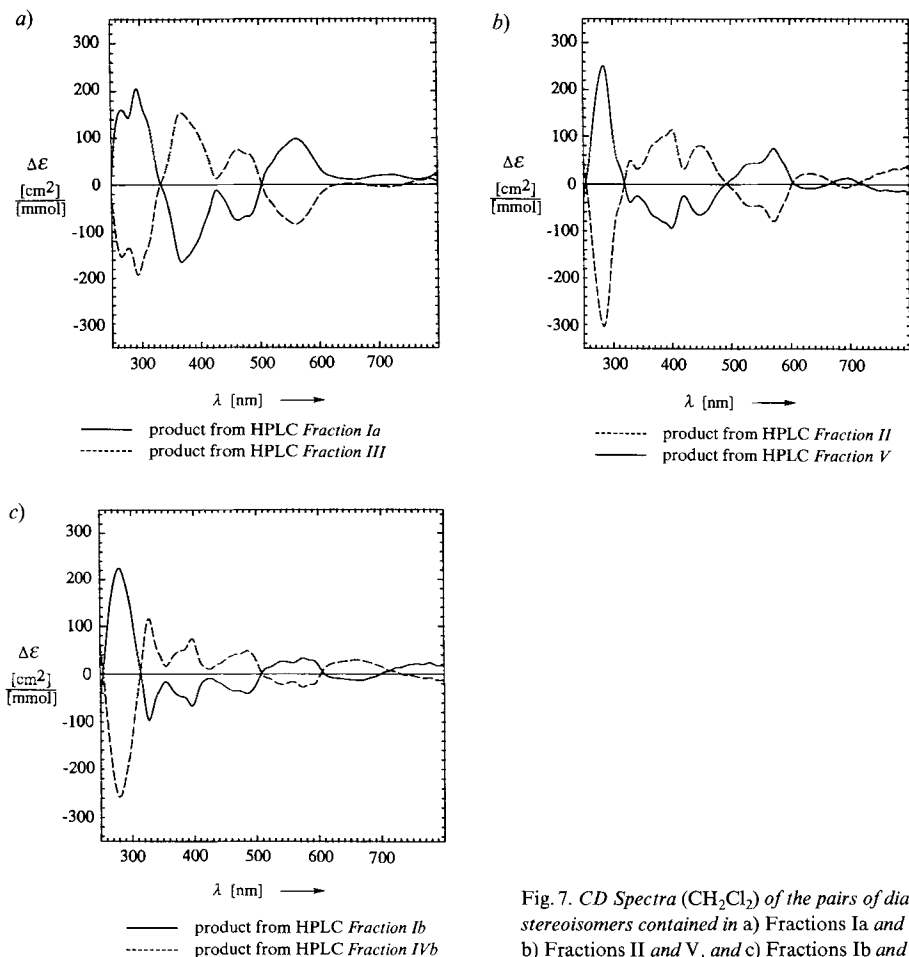 a)
300
200
100
0
-100
-200
-300
Δε
[cm2]
[mmol]
300 400 500 600 700
λ [nm]
product from HPLC Fraction Ia
product from HPLC Fraction III
b)
300
200
100
0
-100
-200
-300
Δε
[cm2]
[mmol]
300 400 500 600 700
λ [nm]
product from HPLC Fraction II
product from HPLC Fraction V
c)
300
200
100
0
-100
-200
-300
Δε
[cm2]
[mmol]
300 400 500 600 700
λ [nm]
product from HPLC Fraction Ib
product from HPLC Fraction IVb
Fig. 7. CD Spectra (CH2Cl2) of the pairs of dia
stereoisomers contained in a) Fractions Ia and
b) Fractions II and V, and c) Fractions Ib and